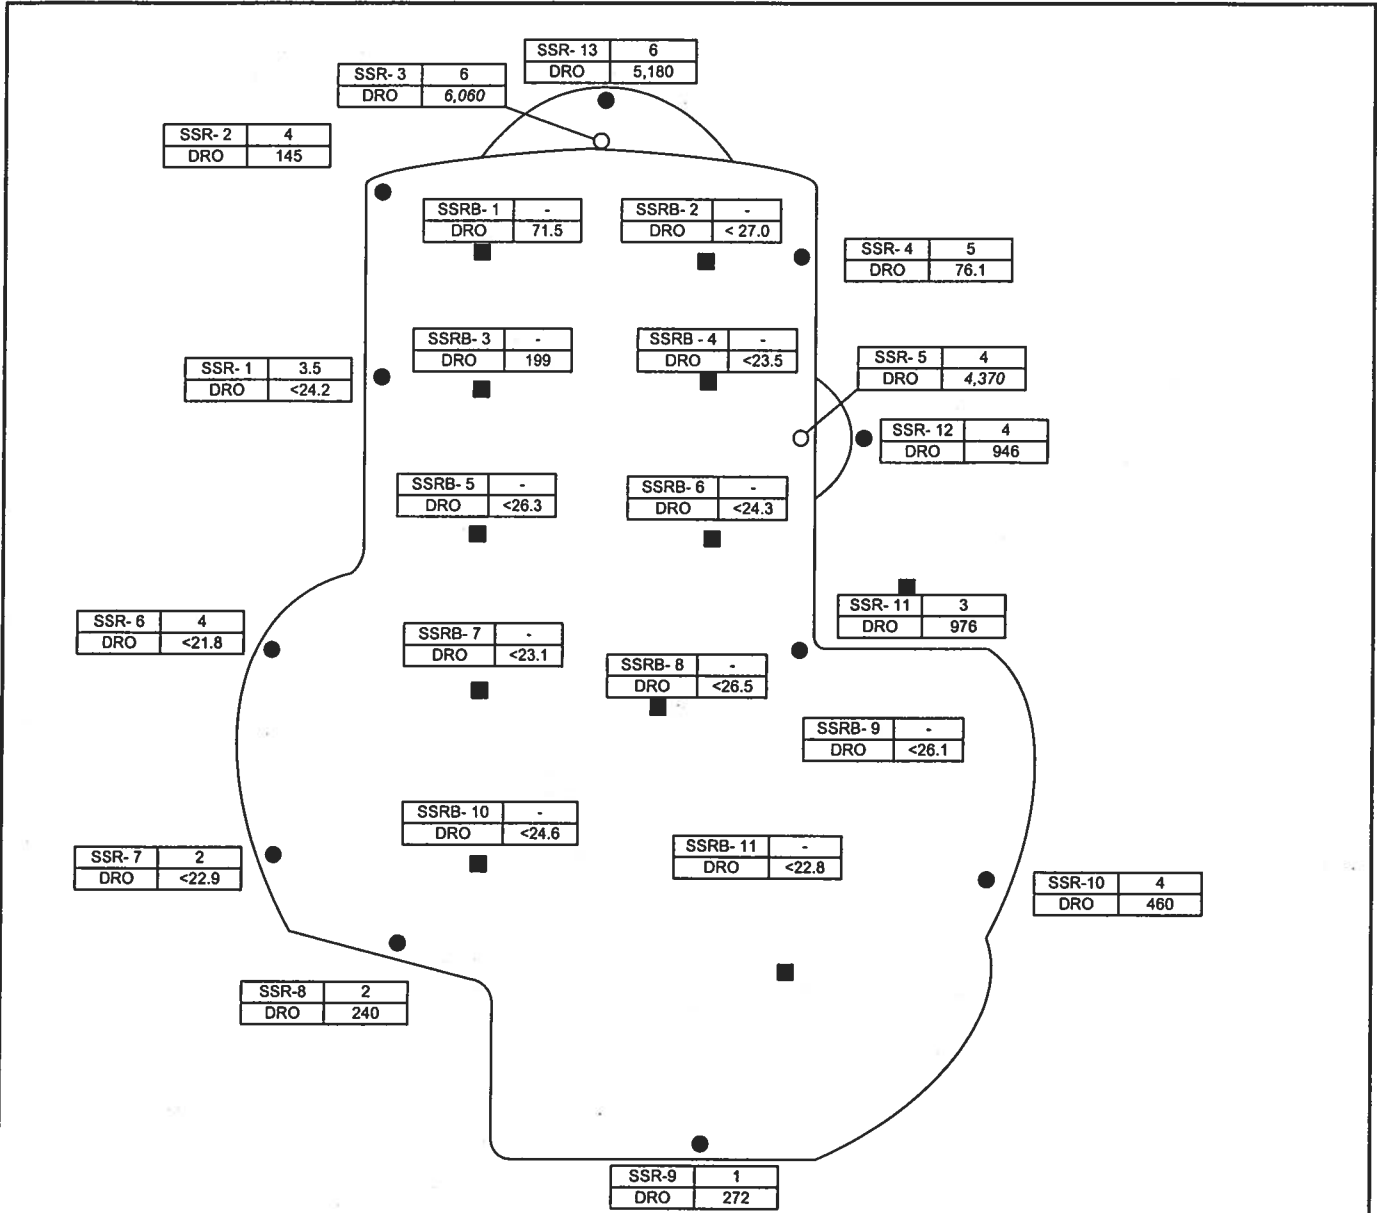 SSR- 13 6
DRO 5,180
SSR- 3 6
DRO 6,060
SSR- 2 4
DRO 145
SSRB- 1 -
DRO 71.5
SSRB- 2 -
DRO < 27.0
SSR- 4 5
DRO 76.1
SSRB- 3 -
DRO 199
SSRB - 4 -
DRO <23.5
SSR- 5 4
DRO 4,370
SSR- 1 3.5
DRO <24.2
SSR- 12 4
DRO 946
SSRB- 5 -
DRO <26.3
SSRB- 6 -
DRO <24.3
SSR- 11 3
DRO 976
SSR- 6 4
DRO <21.8
SSRB- 7 -
DRO <23.1
SSRB- 8 -
DRO <26.5
SSRB- 9 -
DRO <26.1
SSRB- 10 -
DRO <24.6
SSRB- 11 -
DRO <22.8
SSR- 7 2
DRO <22.9
SSR-10 4
DRO 460
SSR-8 2
DRO 240
SSR-9 1
DRO 272